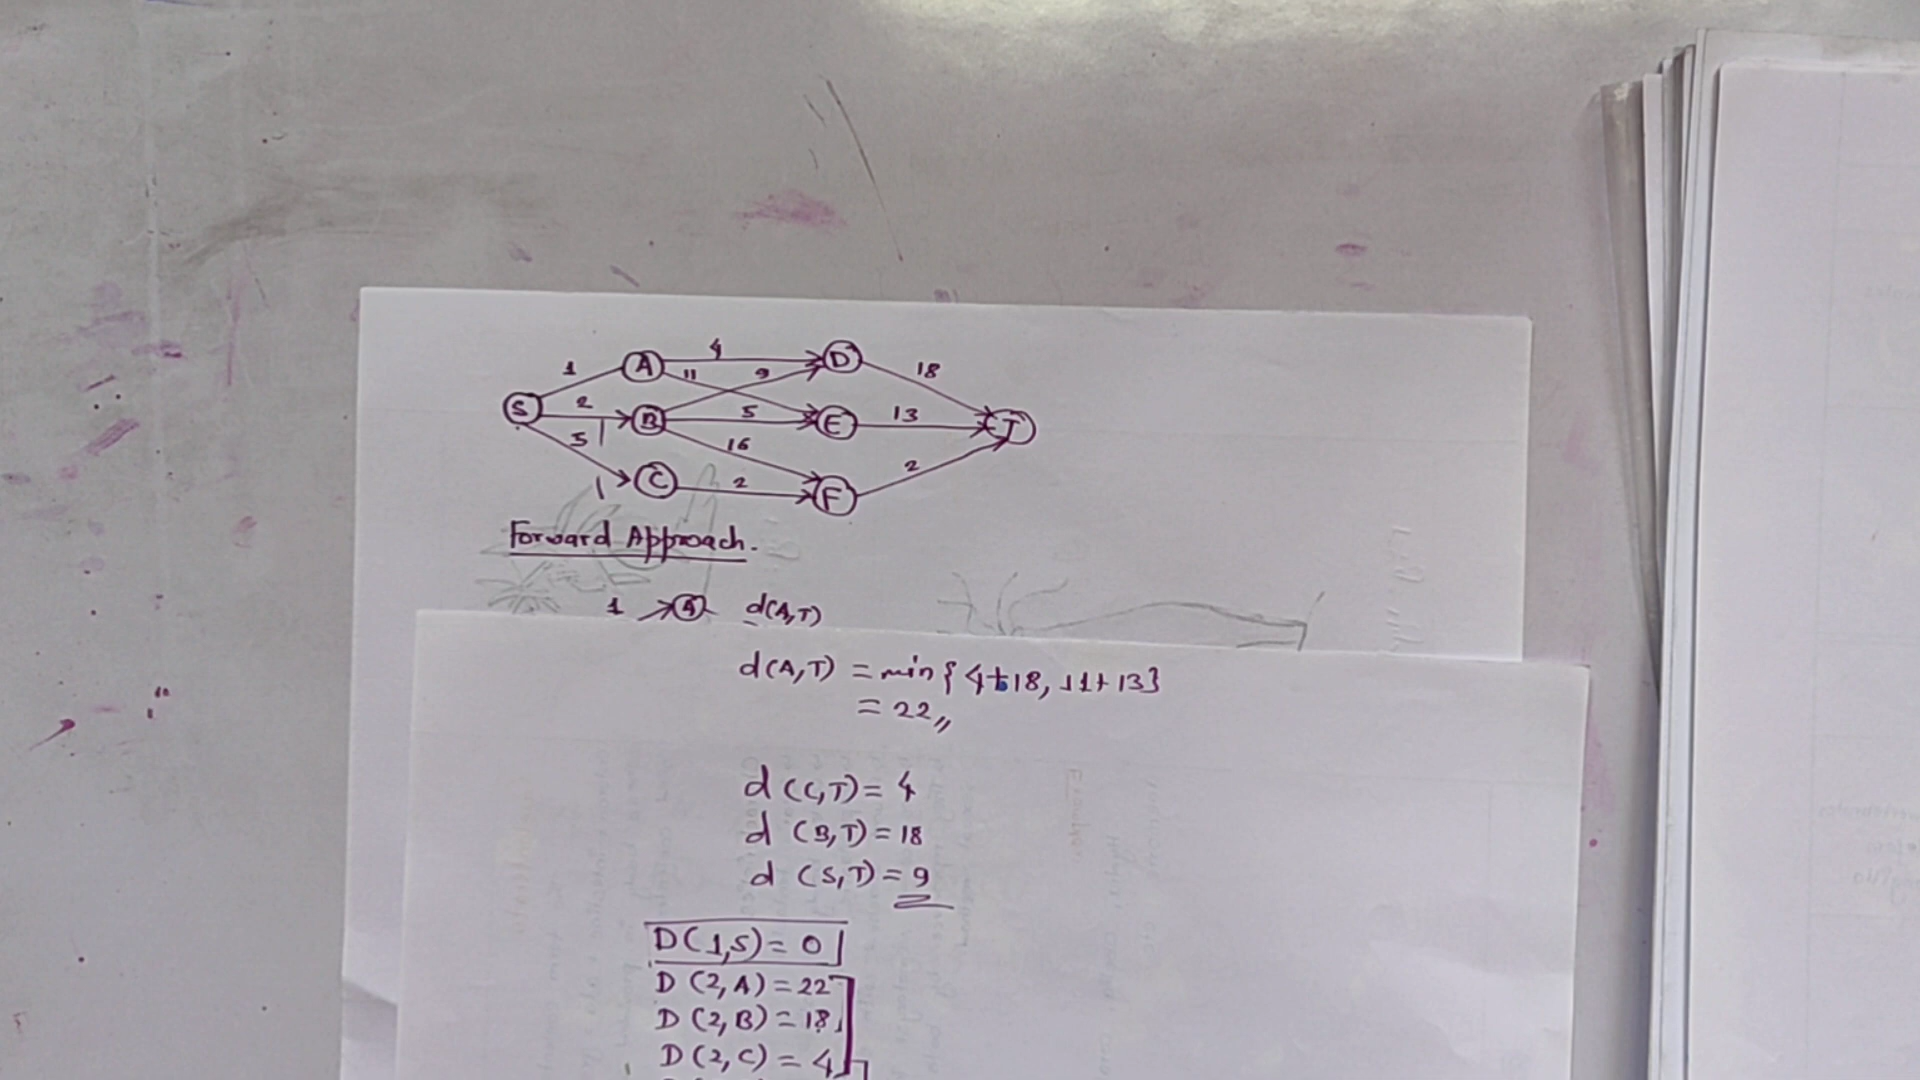 1 4 18
A D
11 9
S 2 B 5 E 13 T
5 16 2
C 2 F
Forward Approach.
1 A d(A,T)
d(A,T) = min{ 4+18, 11+13}
= 22,,
d (C,T) = 4
d (B,T) = 18
d (S,T) = 9
D(1,S) = 0
D (2,A) = 22
D (2,B) = 18
D (2,C) = 4